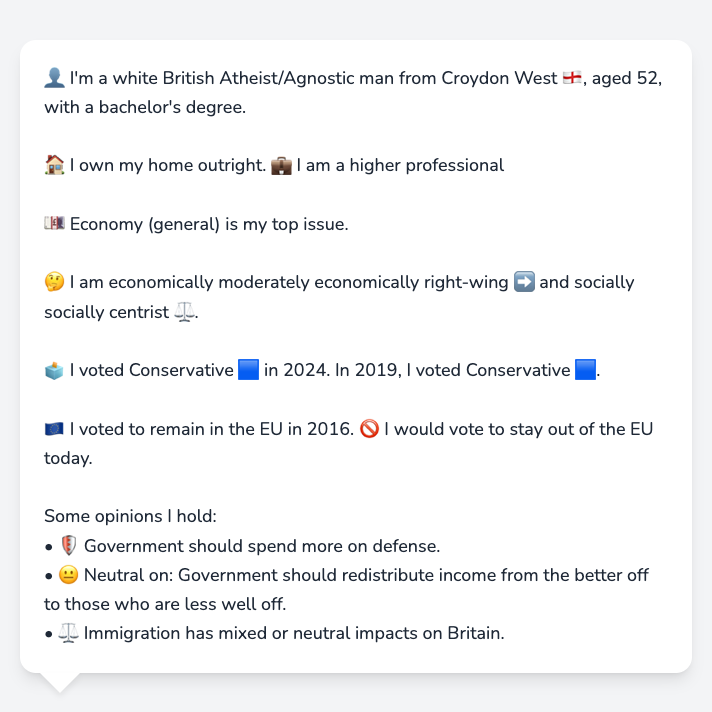 👤 I'm a white British Atheist/Agnostic man from Croydon West 🏴󠁧󠁢󠁥󠁮󠁧󠁿, aged 52,
with a bachelor's degree.
🏠 I own my home outright. 💼 I am a higher professional
💷 Economy (general) is my top issue.
🤔 I am economically moderately economically right-wing ➡️ and socially
socially centrist ⚖️.
🗳️ I voted Conservative 🟦 in 2024. In 2019, I voted Conservative 🟦.
🇪🇺 I voted to remain in the EU in 2016. 🚫 I would vote to stay out of the EU
today.
Some opinions I hold:
• 🛡️ Government should spend more on defense.
• 😐 Neutral on: Government should redistribute income from the better off
to those who are less well off.
• ⚖️ Immigration has mixed or neutral impacts on Britain.